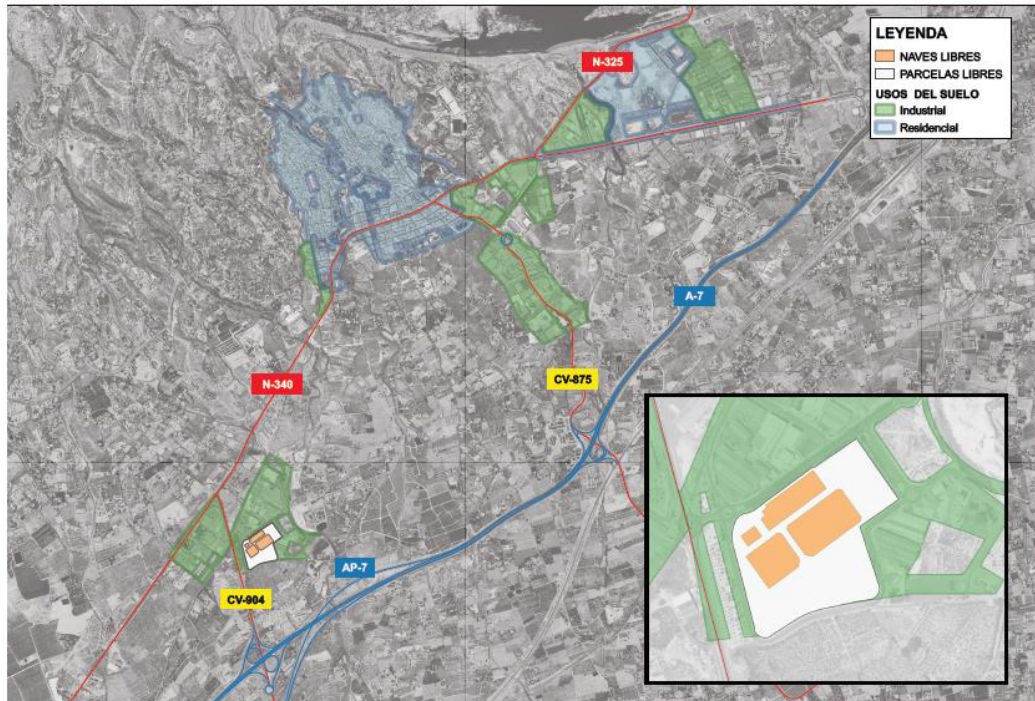 LEYENDA
NAVES LIBRES
PARCELAS LIBRES
USOS DEL SUELO
Industrial
Residencial
N-325
A-7
N-340
CV-875
AP-7
CV-904